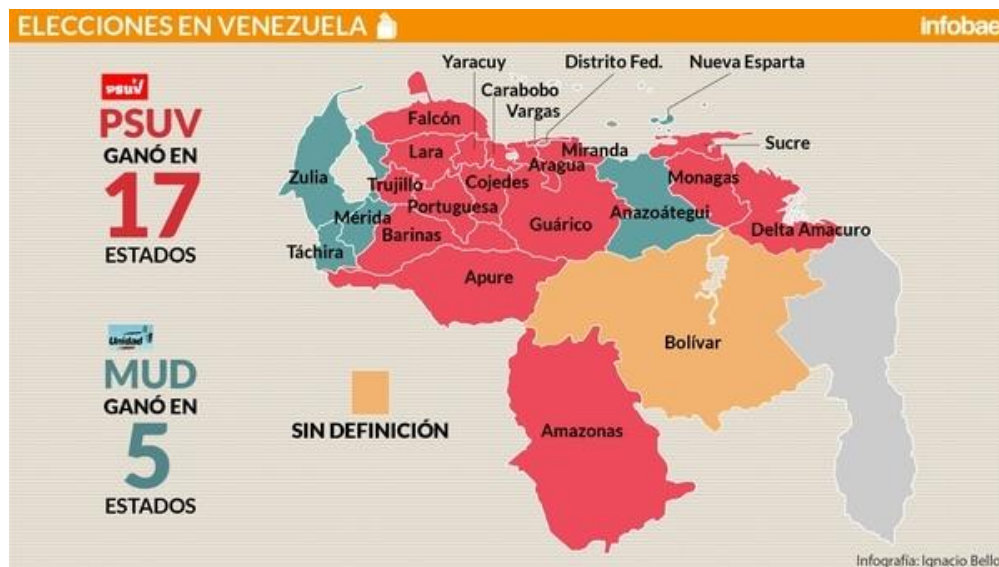 ELECCIONES EN VENEZUELA
infobae
PSUV
PSUV
GANÓ EN
17
ESTADOS
Unidad
MUD
GANÓ EN
5
ESTADOS
SIN DEFINICIÓN
Yaracuy
Distrito Fed.
Nueva Esparta
Carabobo
Vargas
Falcón
Sucre
Lara
Miranda
Aragua
Zulia
Trujillo
Cojedes
Monagas
Portuguesa
Mérida
Anazoátegui
Guárico
Barinas
Delta Amacuro
Táchira
Apure
Bolívar
Amazonas
Infografía: Ignacio Bello